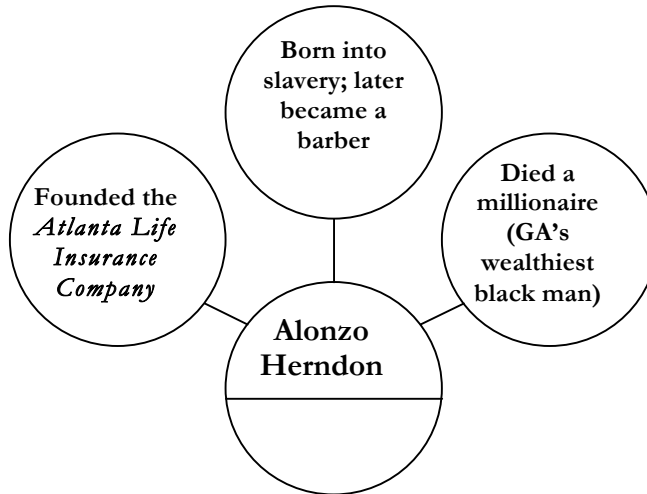 Born into
slavery; later
became a
barber
Founded the
Atlanta Life
Insurance
Company
Died a
millionaire
(GA's
wealthiest
black man)
Alonzo
Herndon